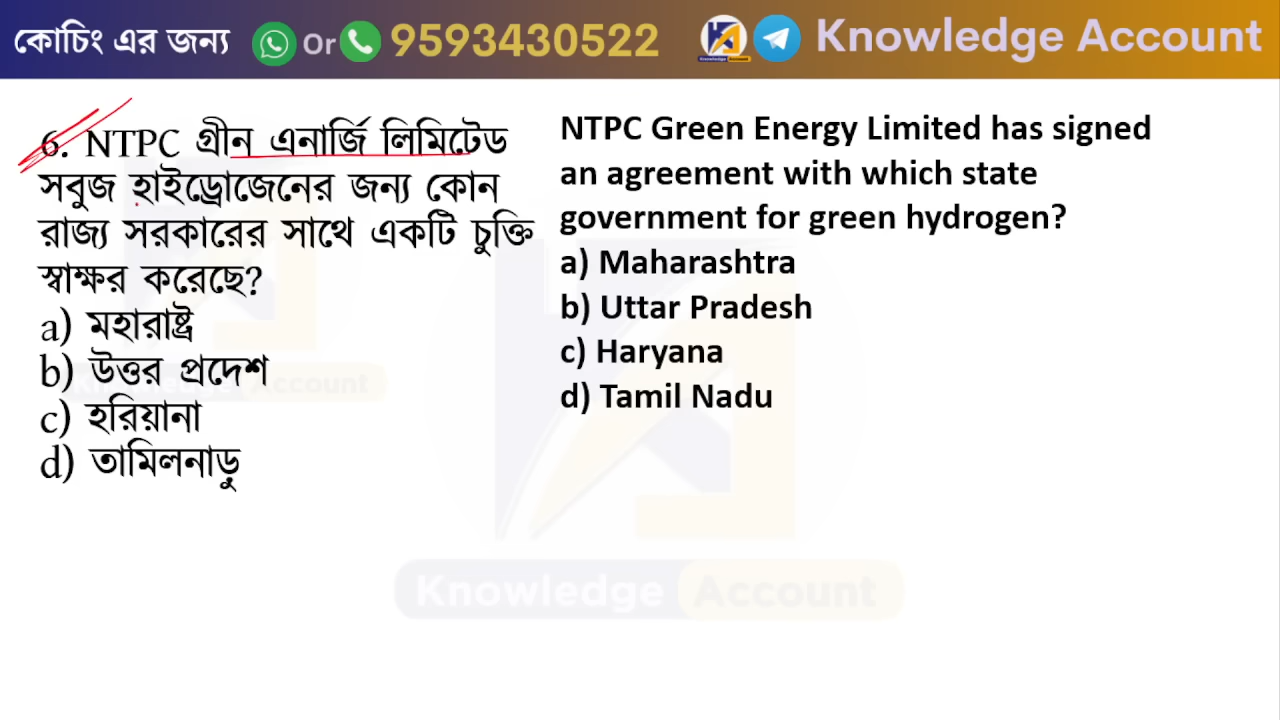 কোচিং এর জন্য Or 9593430522 Knowledge Account
6. NTPC গ্রীন এনার্জি লিমিটেড
সবুজ হাইড্রোজেনের জন্য কোন
রাজ্য সরকারের সাথে একটি চুক্তি
স্বাক্ষর করেছে?
a) মহারাষ্ট্র
b) উত্তর প্রদেশ
c) হরিয়ানা
d) তামিলনাড়ু
NTPC Green Energy Limited has signed
an agreement with which state
government for green hydrogen?
a) Maharashtra
b) Uttar Pradesh
c) Haryana
d) Tamil Nadu
Knowledge Account
Knowledge Account